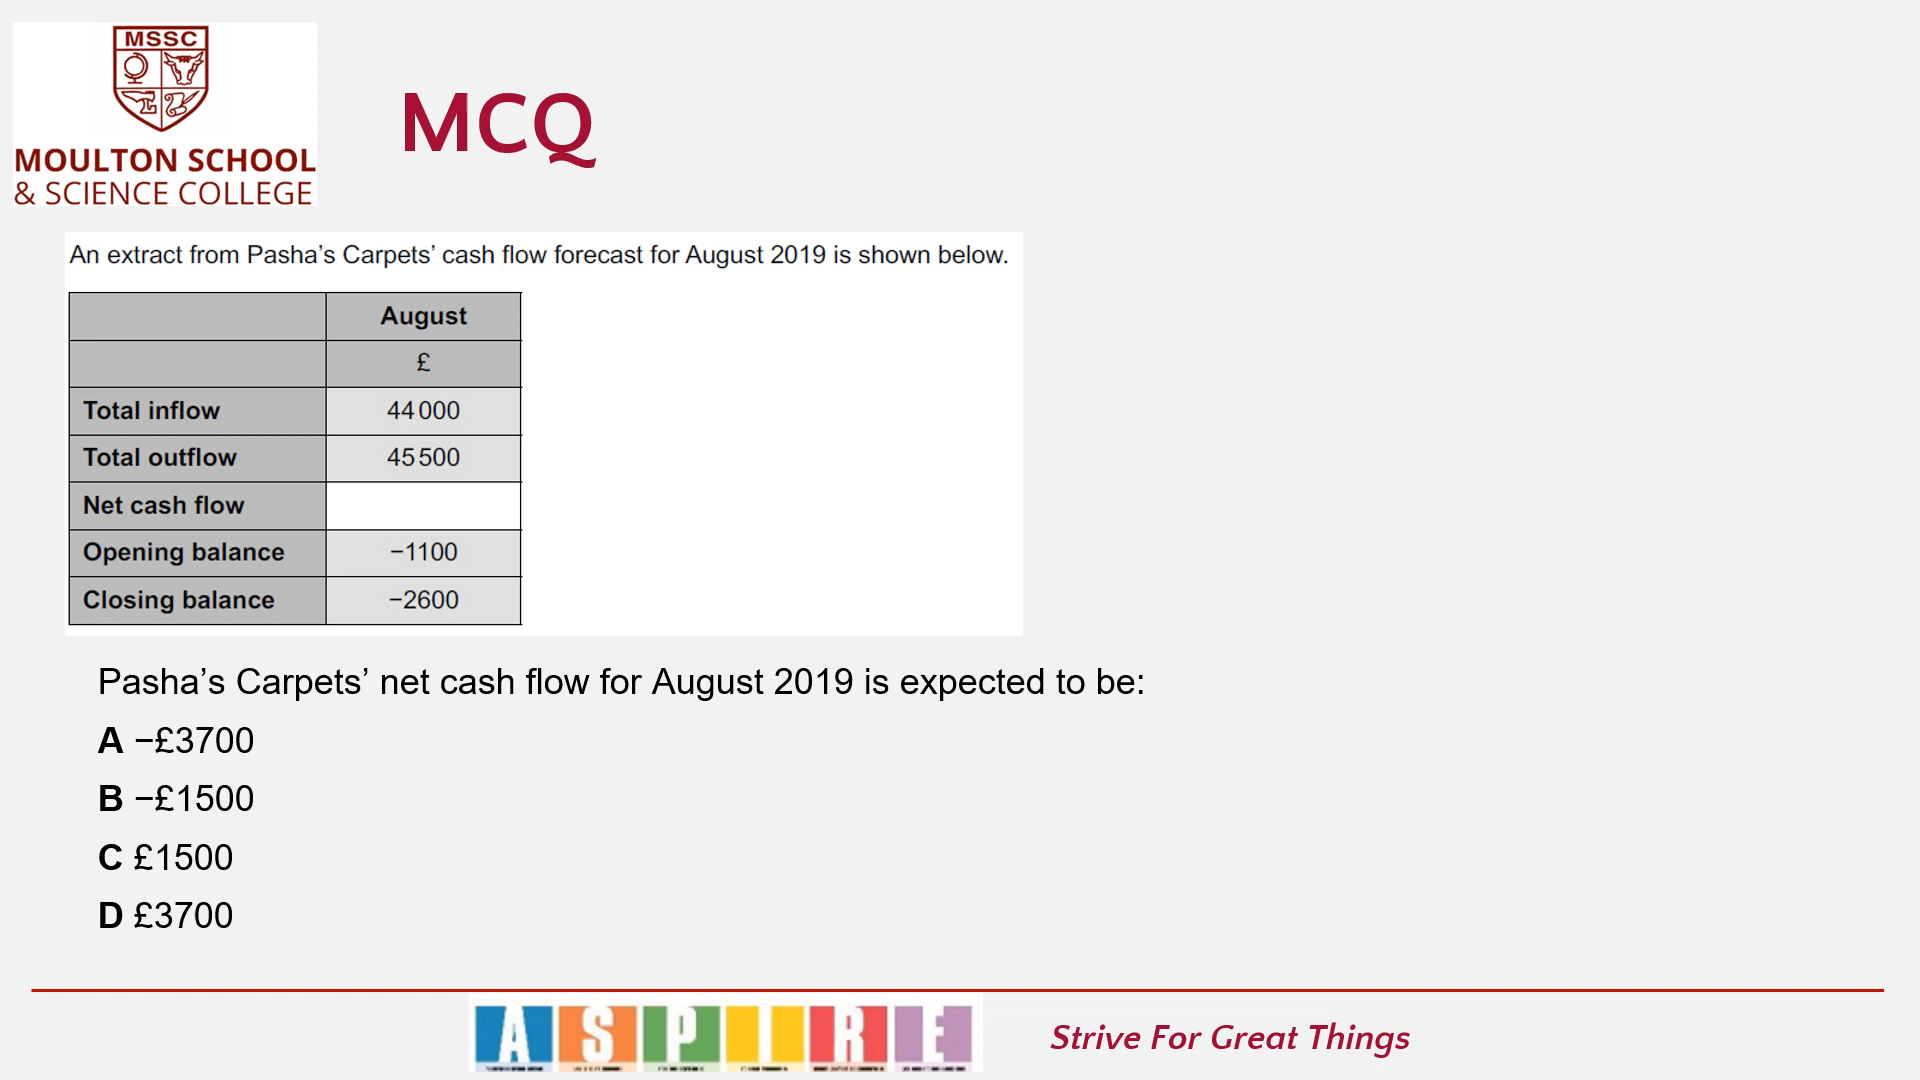 MSSC
MOULTON SCHOOL
& SCIENCE COLLEGE
MCQ
An extract from Pasha’s Carpets’ cash flow forecast for August 2019 is shown below.
August
£
Total inflow 44 000
Total outflow 45 500
Net cash flow
Opening balance −1100
Closing balance −2600
Pasha’s Carpets’ net cash flow for August 2019 is expected to be:
A −£3700
B −£1500
C £1500
D £3700
ASPIRE
Strive For Great Things